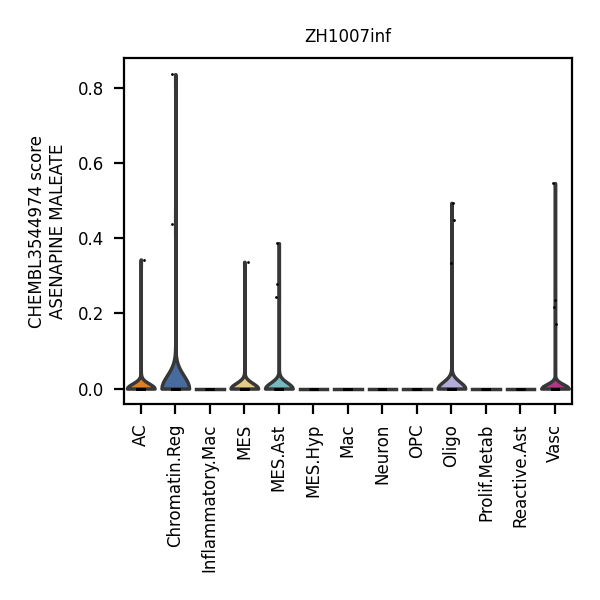 ZH1007inf
CHEMBL3544974 score
ASENAPINE MALEATE
0.8
0.6
0.4
0.2
0.0
AC
Chromatin.Reg
Inflammatory.Mac
MES
MES.Ast
MES.Hyp
Mac
Neuron
OPC
Oligo
Prolif.Metab
Reactive.Ast
Vasc